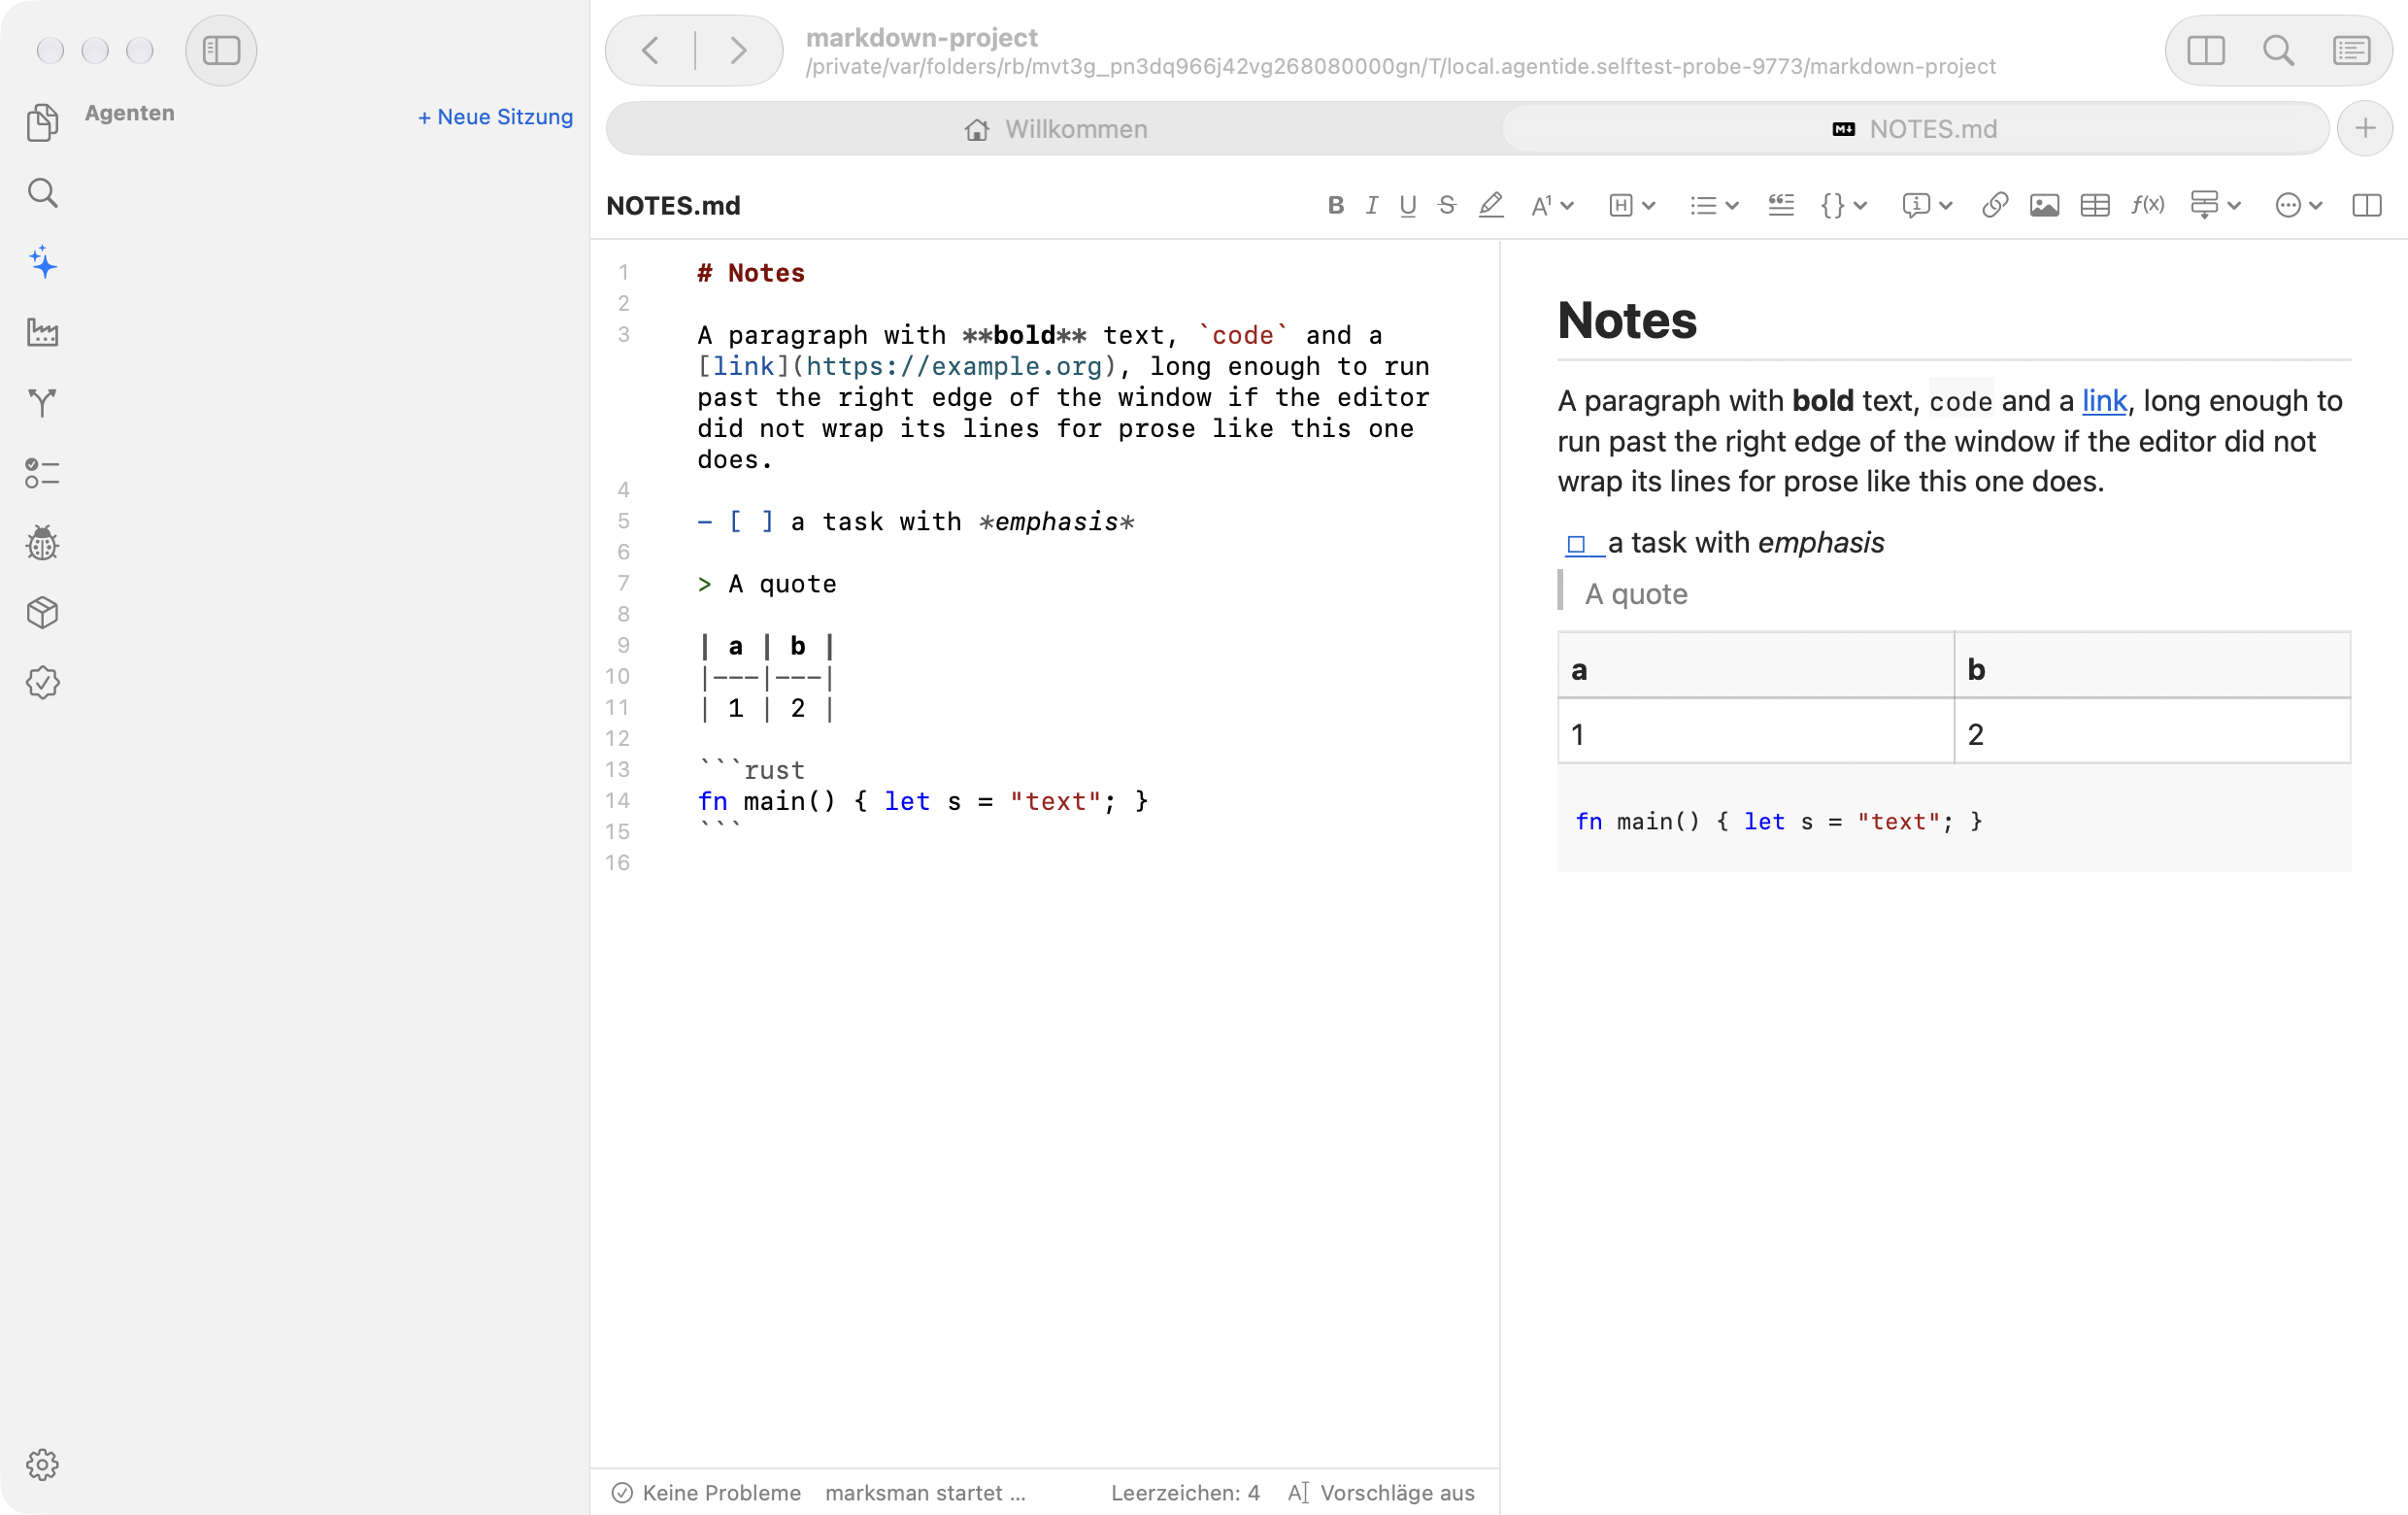 markdown-project
/private/var/folders/rb/mvt3g_pn3dq966j42vg268080000gn/T/local.agentide.selftest-probe-9773/markdown-project
Agenten
+ Neue Sitzung
Willkommen
M↓ NOTES.md
NOTES.md
B I U S A¹ H {} f(x)
1 # Notes
2
3 A paragraph with **bold** text, `code` and a
[link](https://example.org), long enough to run
past the right edge of the window if the editor
did not wrap its lines for prose like this one
does.
4
5 - [ ] a task with *emphasis*
6
7 > A quote
8
9 | a | b |
10 |---|---|
11 | 1 | 2 |
12
13 ```rust
14 fn main() { let s = "text"; }
15 ```
16
Notes
A paragraph with bold text, code and a link, long enough to
run past the right edge of the window if the editor did not
wrap its lines for prose like this one does.
☐ a task with emphasis
A quote
a b
1 2
fn main() { let s = "text"; }
Keine Probleme marksman startet ... Leerzeichen: 4 Vorschläge aus